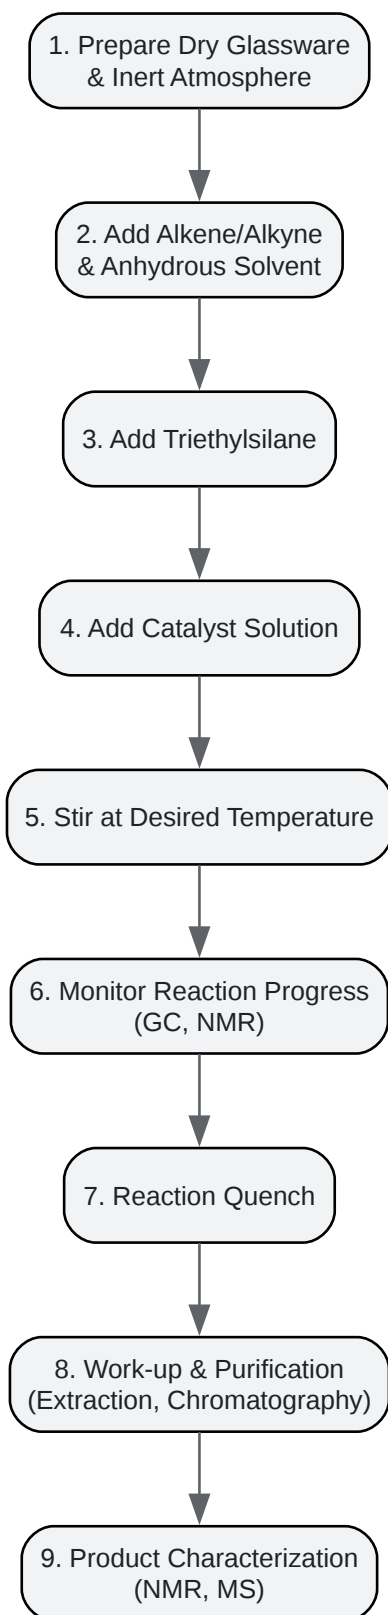 1. Prepare Dry Glassware
& Inert Atmosphere
2. Add Alkene/Alkyne
& Anhydrous Solvent
3. Add Triethylsilane
4. Add Catalyst Solution
5. Stir at Desired Temperature
6. Monitor Reaction Progress
(GC, NMR)
7. Reaction Quench
8. Work-up & Purification
(Extraction, Chromatography)
9. Product Characterization
(NMR, MS)